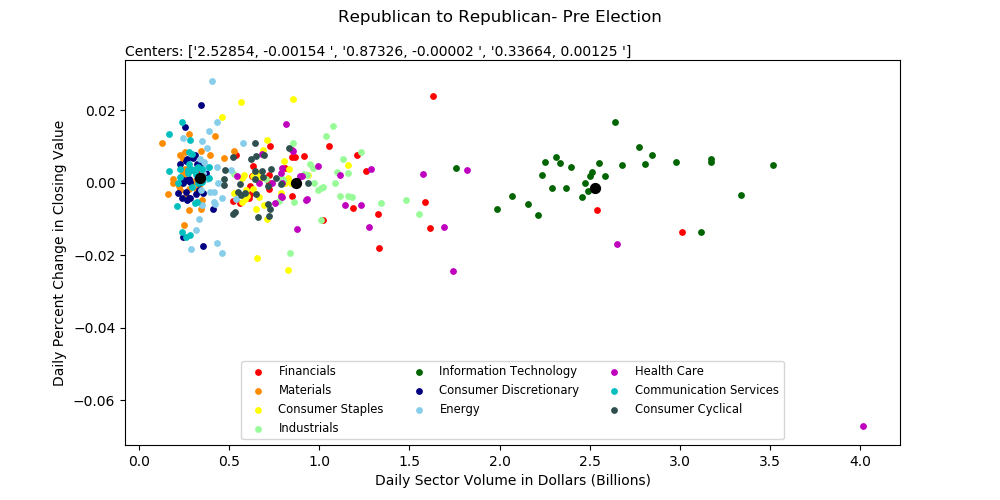 Republican to Republican- Pre Election
Centers: ['2.52854, -0.00154 ', '0.87326, -0.00002 ', '0.33664, 0.00125 ']
Daily Percent Change in Closing Value
0.02
0.00
−0.02
−0.04
−0.06
Financials
Materials
Consumer Staples
Industrials
Information Technology
Consumer Discretionary
Energy
Health Care
Communication Services
Consumer Cyclical
0.0 0.5 1.0 1.5 2.0 2.5 3.0 3.5 4.0
Daily Sector Volume in Dollars (Billions)